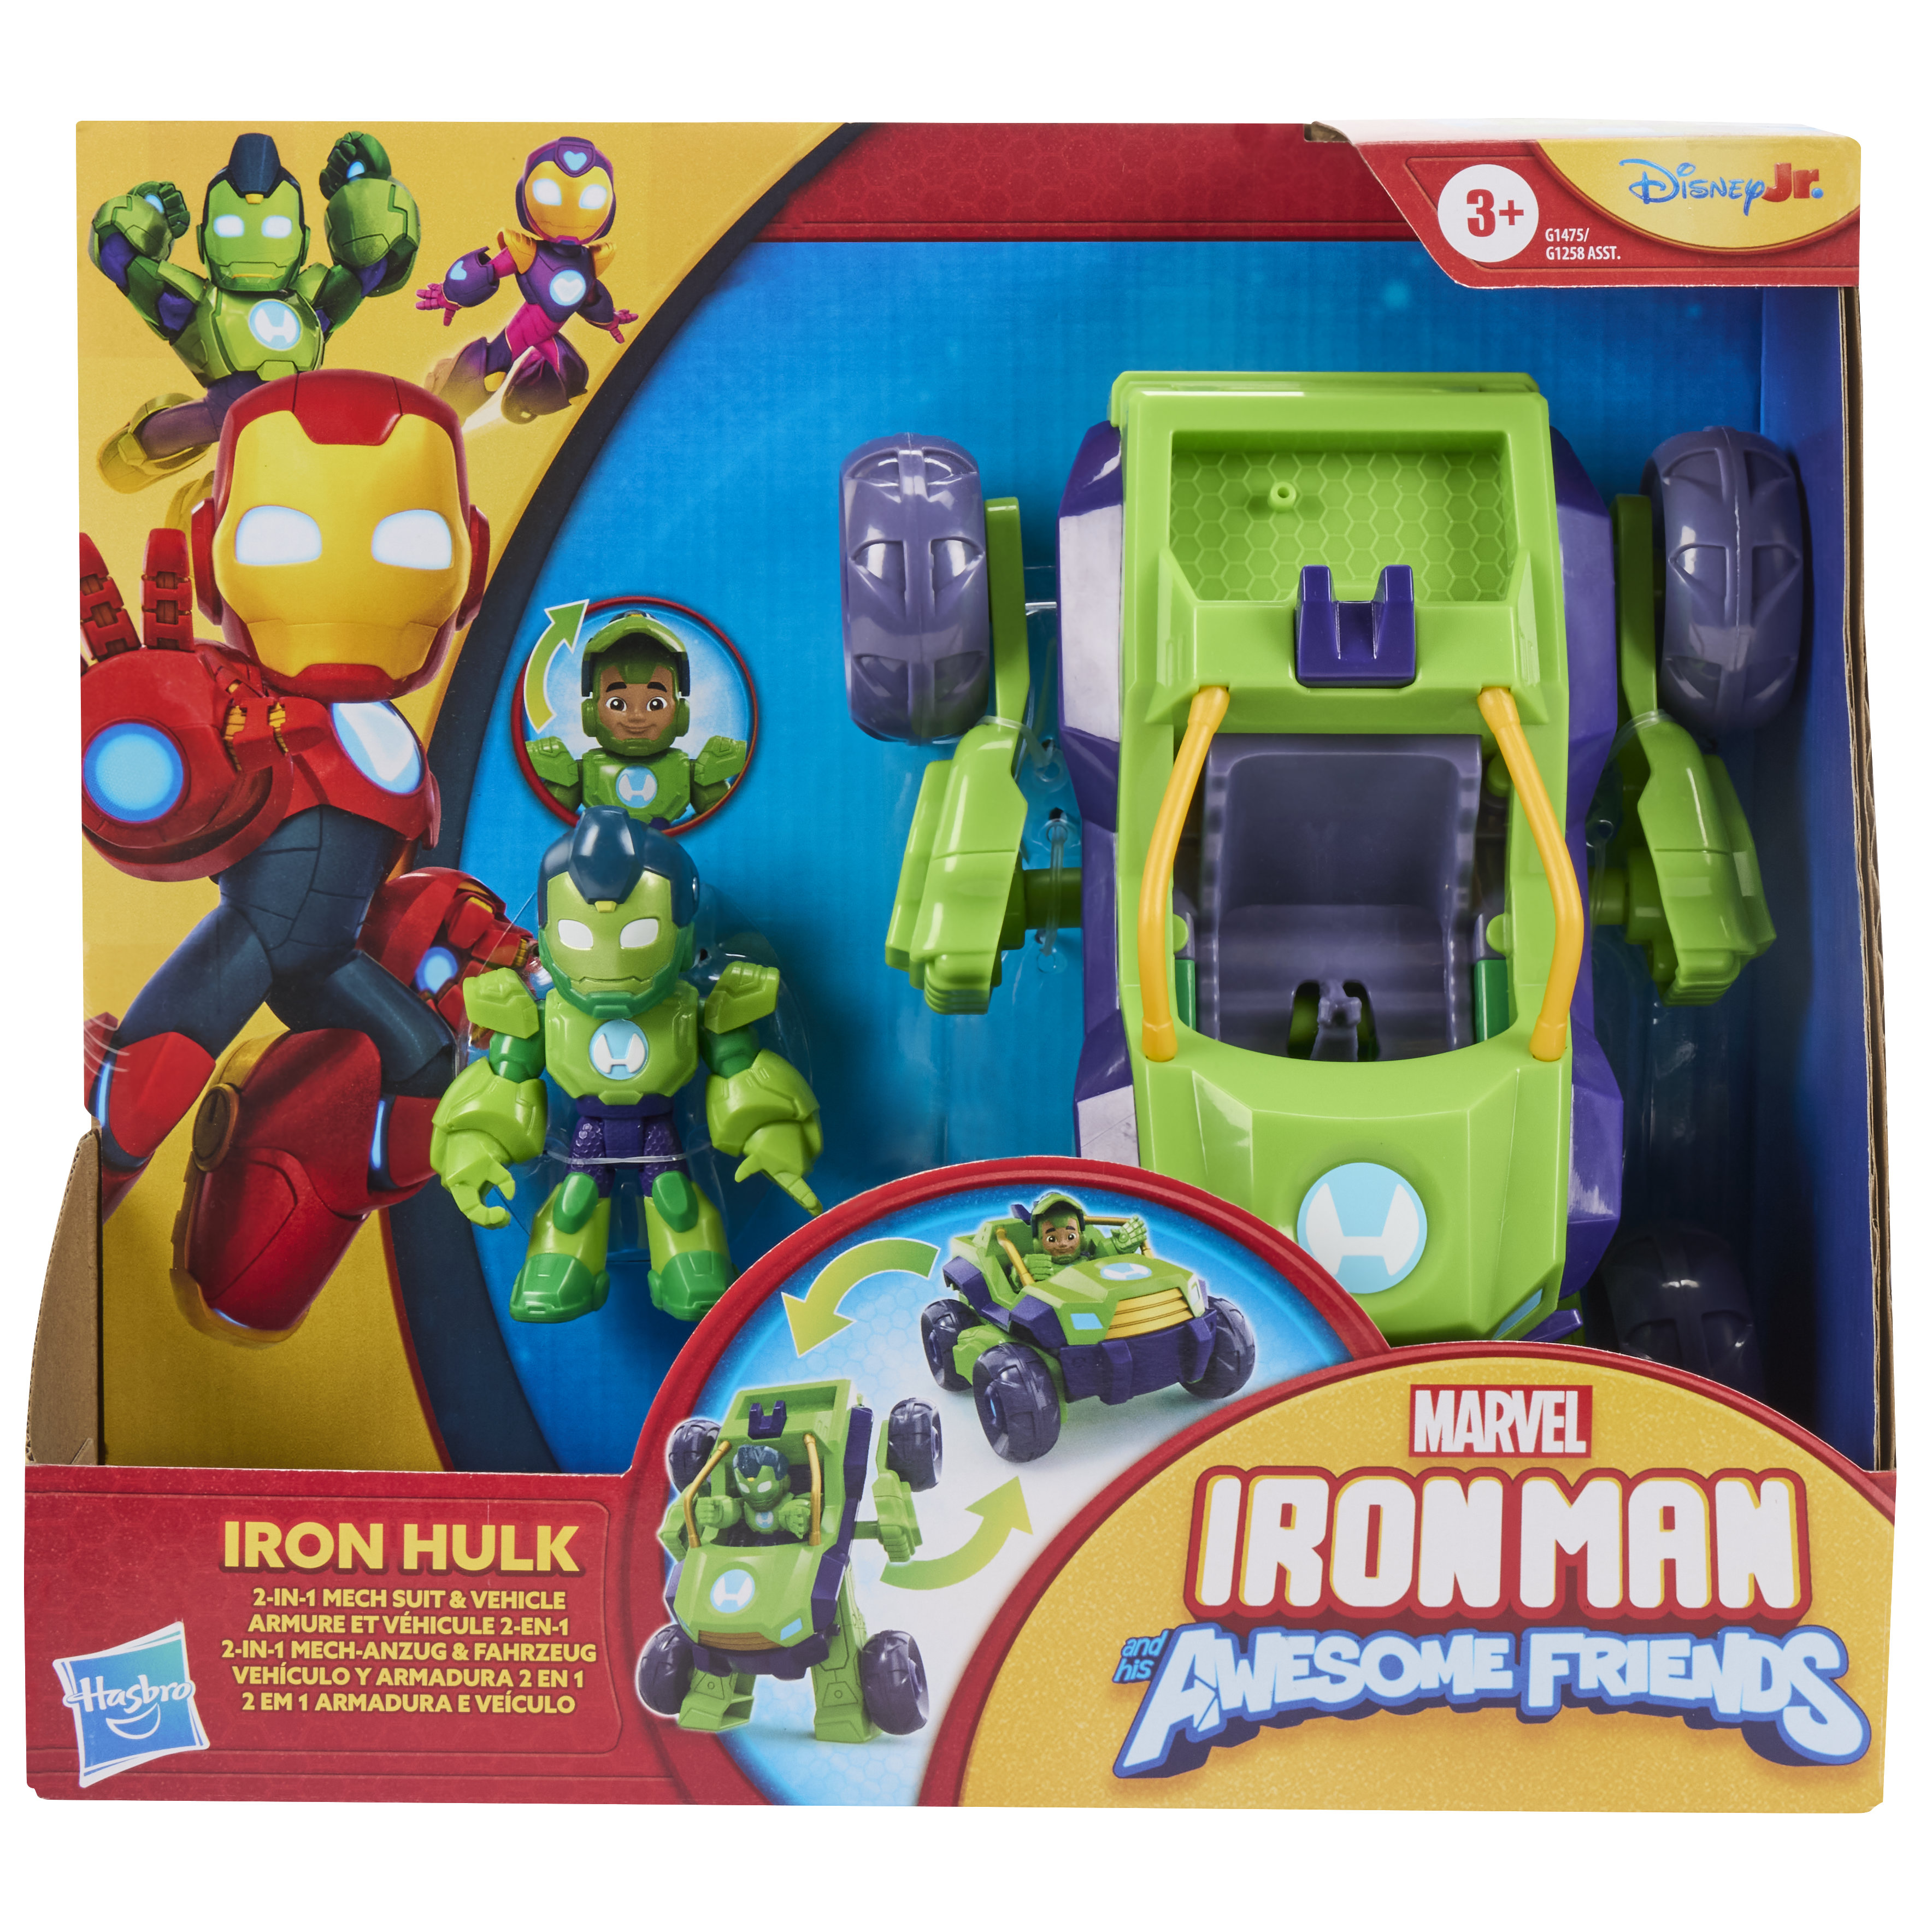 Disney Jr.
3+
G1475/
G1258 ASST.
MARVEL
IRON MAN
and his
AWESOME FRIENDS
IRON HULK
2-IN-1 MECH SUIT & VEHICLE
ARMURE ET VÉHICULE 2-EN-1
2-IN-1 MECH-ANZUG & FAHRZEUG
VEHÍCULO Y ARMADURA 2 EN 1
2 EM 1 ARMADURA E VEÍCULO
Hasbro